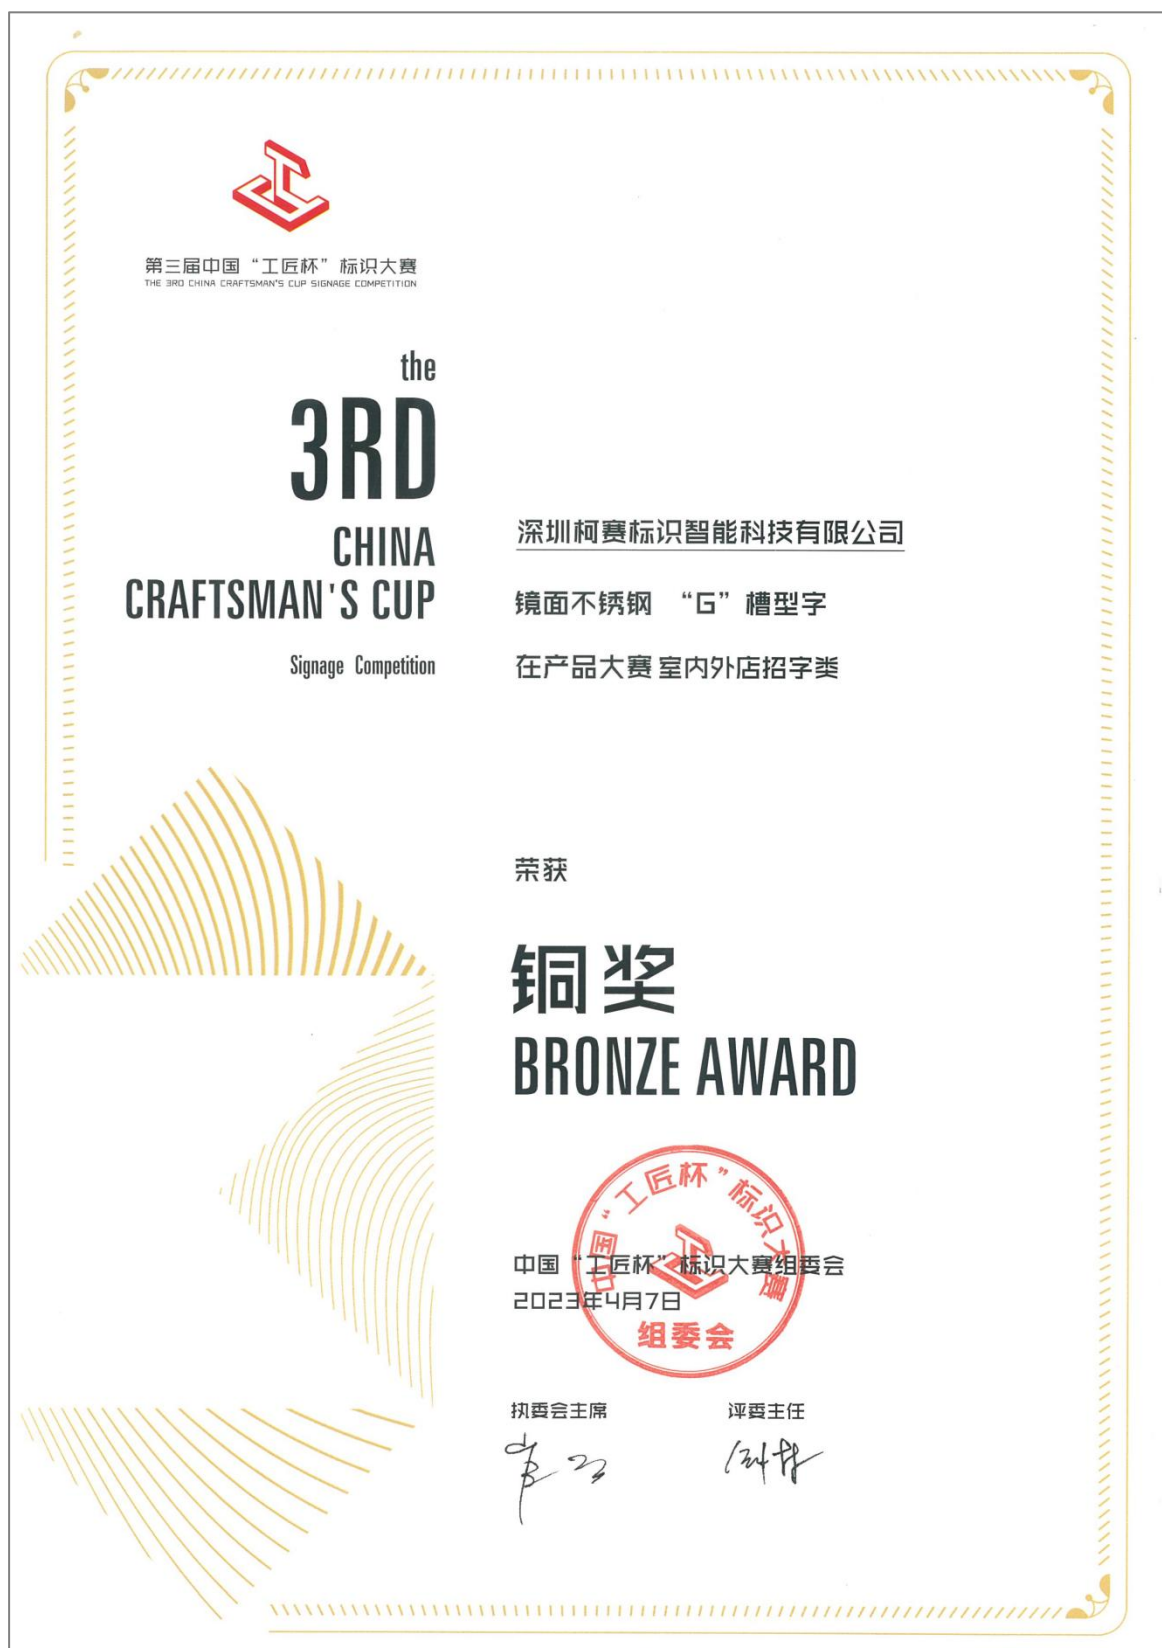 第三届中国“工匠杯”标识大赛
THE 3RD CHINA CRAFTSMAN'S CUP SIGNAGE COMPETITION
the
3RD
CHINA
CRAFTSMAN'S CUP
Signage Competition
深圳柯赛标识智能科技有限公司
镜面不锈钢 “G”槽型字
在产品大赛 室内外店招字类
荣获
铜奖
BRONZE AWARD
中国“工匠杯”标识大赛
组委会
中国“工匠杯”标识大赛组委会
2023年4月7日
执委会主席 评委主任